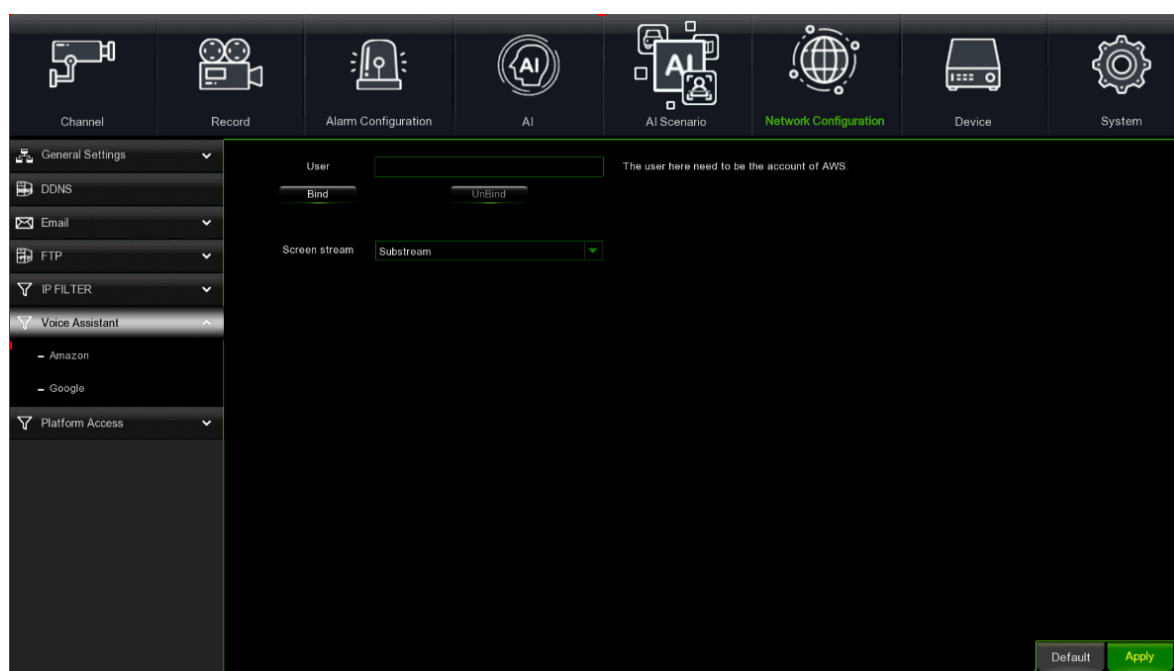 Channel
Record
Alarm Configuration
AI
AI Scenario
Network Configuration
Device
System
General Settings
DDNS
Email
FTP
IP FILTER
Voice Assistant
– Amazon
– Google
Platform Access
User
The user here need to be the account of AWS.
Bind
UnBind
Screen stream
Substream
Default
Apply